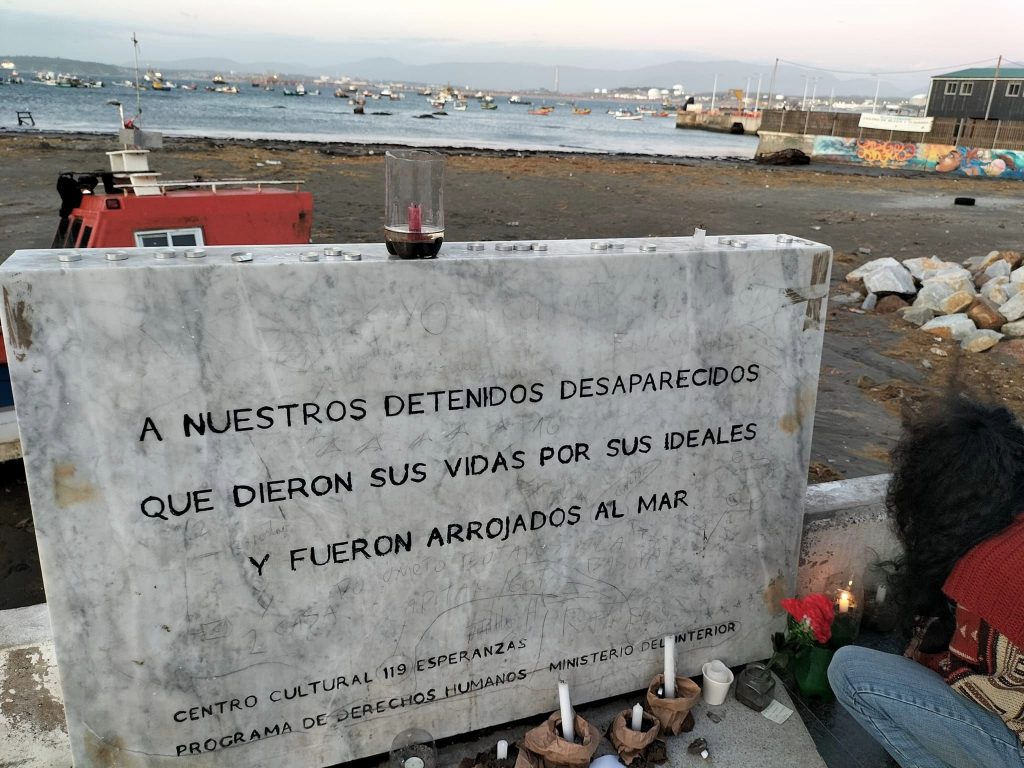 A NUESTROS DETENIDOS DESAPARECIDOS
QUE DIERON SUS VIDAS POR SUS IDEALES
Y FUERON ARROJADOS AL MAR
CENTRO CULTURAL 119 ESPERANZAS
PROGRAMA DE DERECHOS HUMANOS MINISTERIO DEL INTERIOR